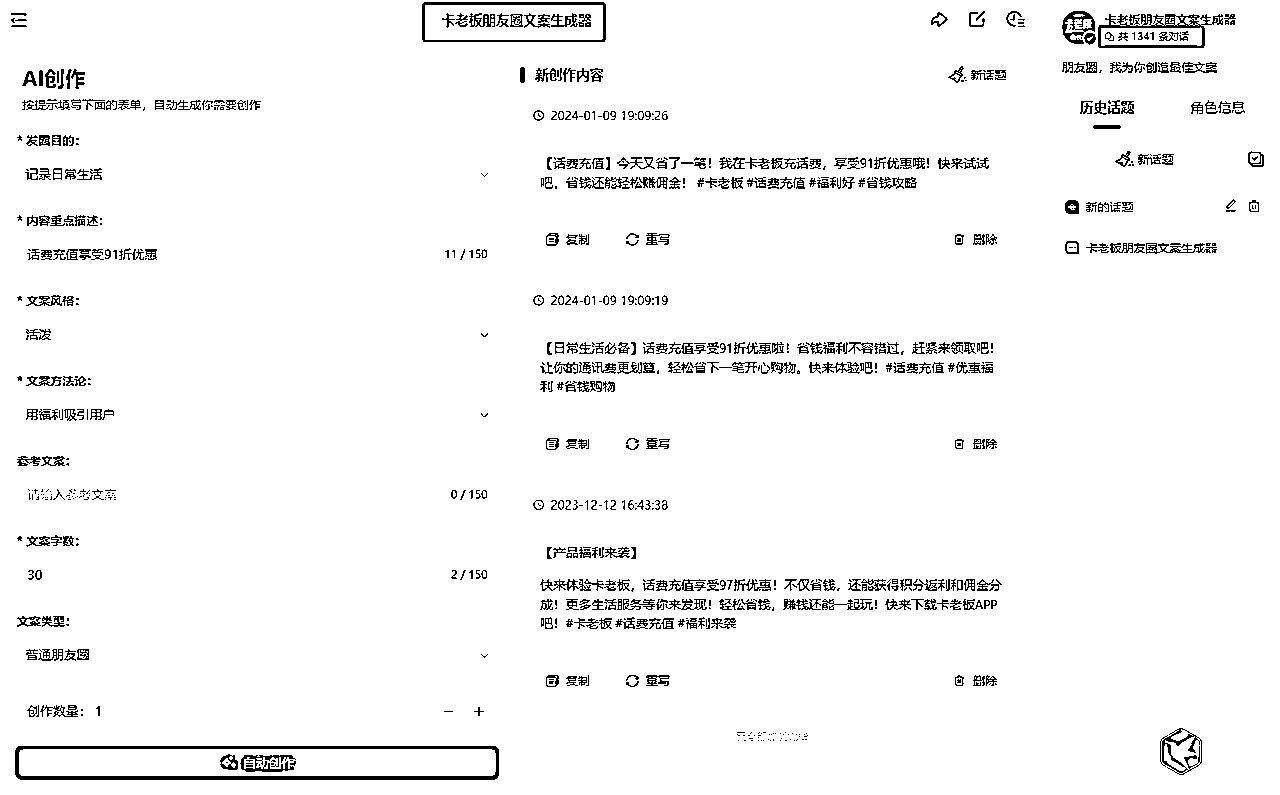 卡老板朋友圈文案生成器
AI创作
按提示填写下面的表单，自动生成你需要创作
* 发圈目的：
记录日常生活
* 内容重点描述：
话费充值享受91折优惠
11 / 150
* 文案风格：
活泼
* 文案方法论：
用福利吸引用户
参考文案：
请输入参考文案
0 / 150
* 文案字数：
30
2 / 150
文案类型：
普通朋友圈
创作数量： 1
自动创作
新创作内容
新话题
2024-01-09 19:09:26
【话费充值】今天又省了一笔！我在卡老板充话费，享受91折优惠哦！快来试试
吧，省钱还能轻松赚佣金！ #卡老板 #话费充值 #福利好 #省钱攻略
复制
重写
删除
2024-01-09 19:09:19
【日常生活必备】话费充值享受91折优惠啦！省钱福利不容错过，赶紧来领取吧！
让你的通讯费更划算，轻松省下一笔开心购物。快来体验吧！#话费充值 #优惠福
利 #省钱购物
复制
重写
删除
2023-12-12 16:43:38
【产品福利来袭】
快来体验卡老板，话费充值享受97折优惠！不仅省钱，还能获得积分返利和佣金分
成！更多生活服务等你来发现！轻松省钱，赚钱还能一起玩！快来下载卡老板APP
吧！#卡老板 #话费充值 #福利来袭
复制
重写
删除
卡老板朋友圈文案生成器
共 1341 条对话
朋友圈，我为你创造最佳文案
历史话题
角色信息
新话题
新的话题
卡老板朋友圈文案生成器